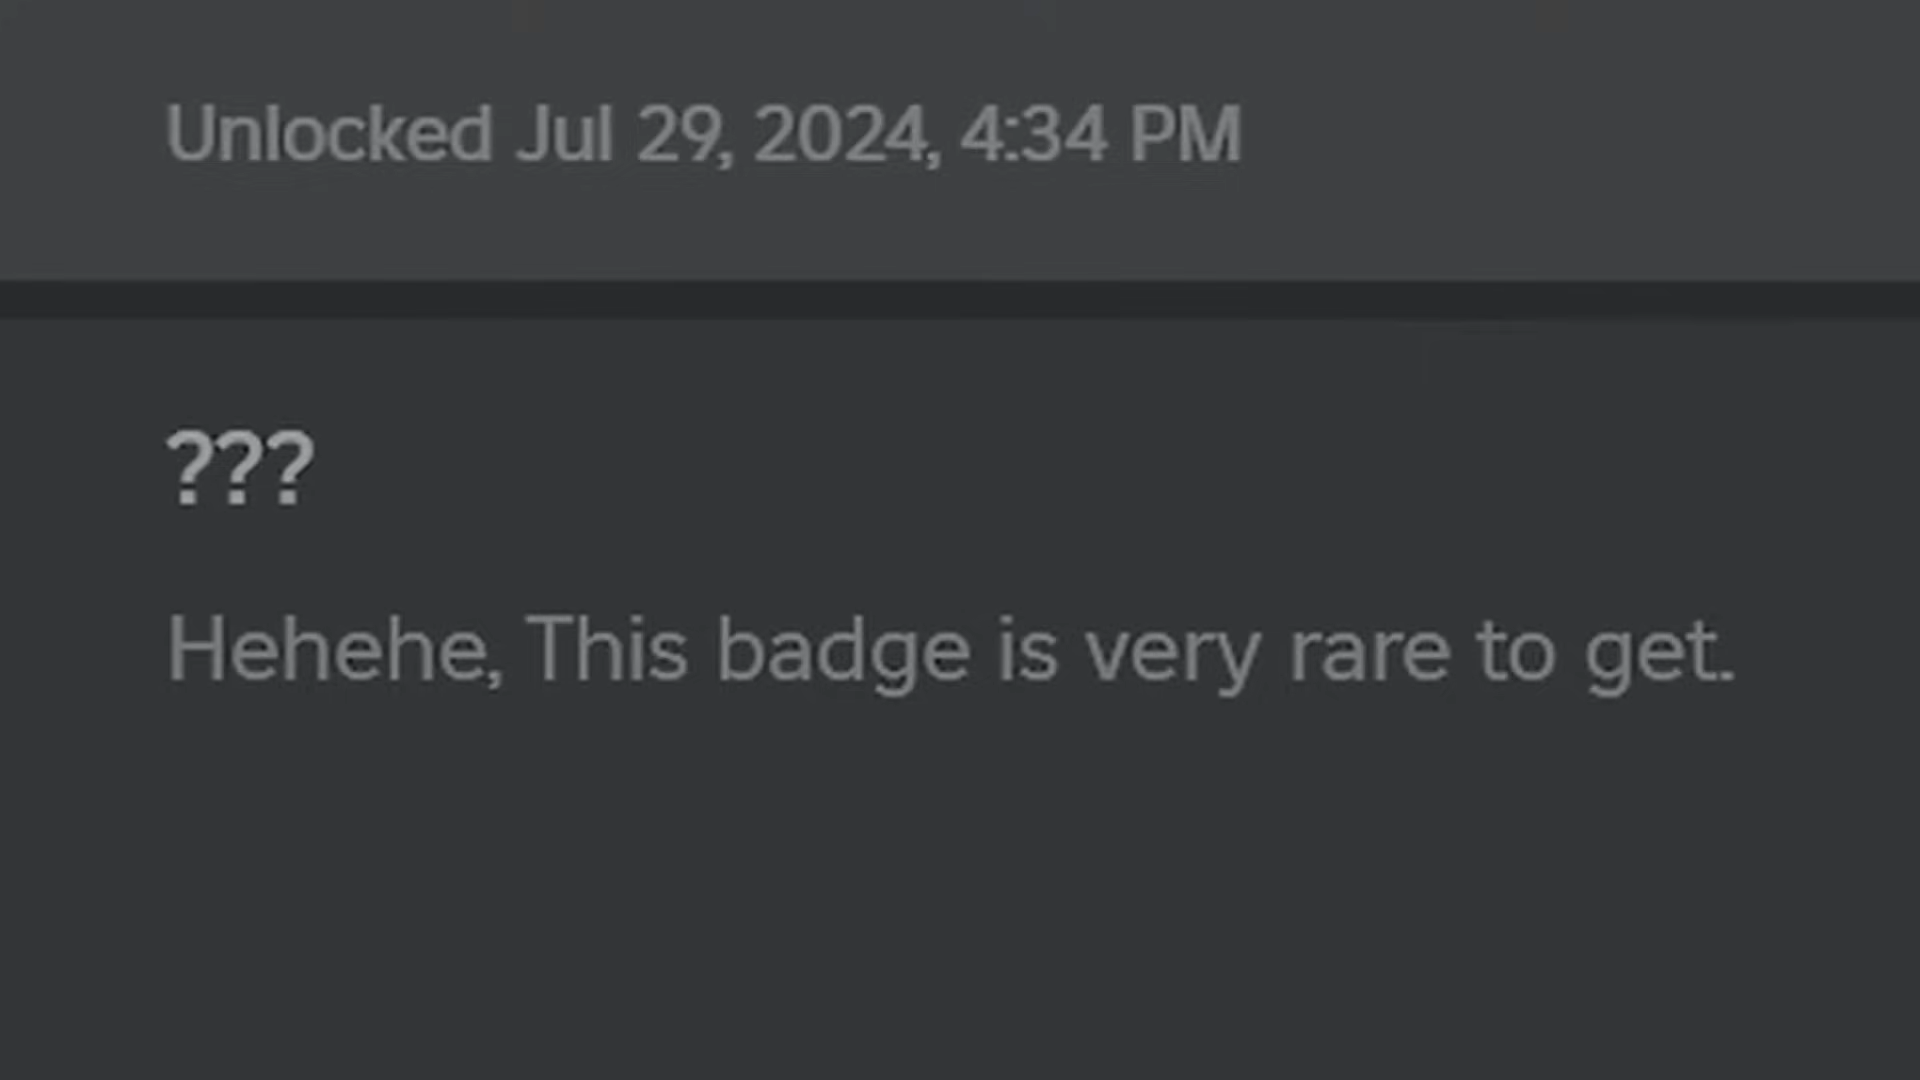 Unlocked Jul 29, 2024, 4:34 PM
???
Hehehe, This badge is very rare to get.